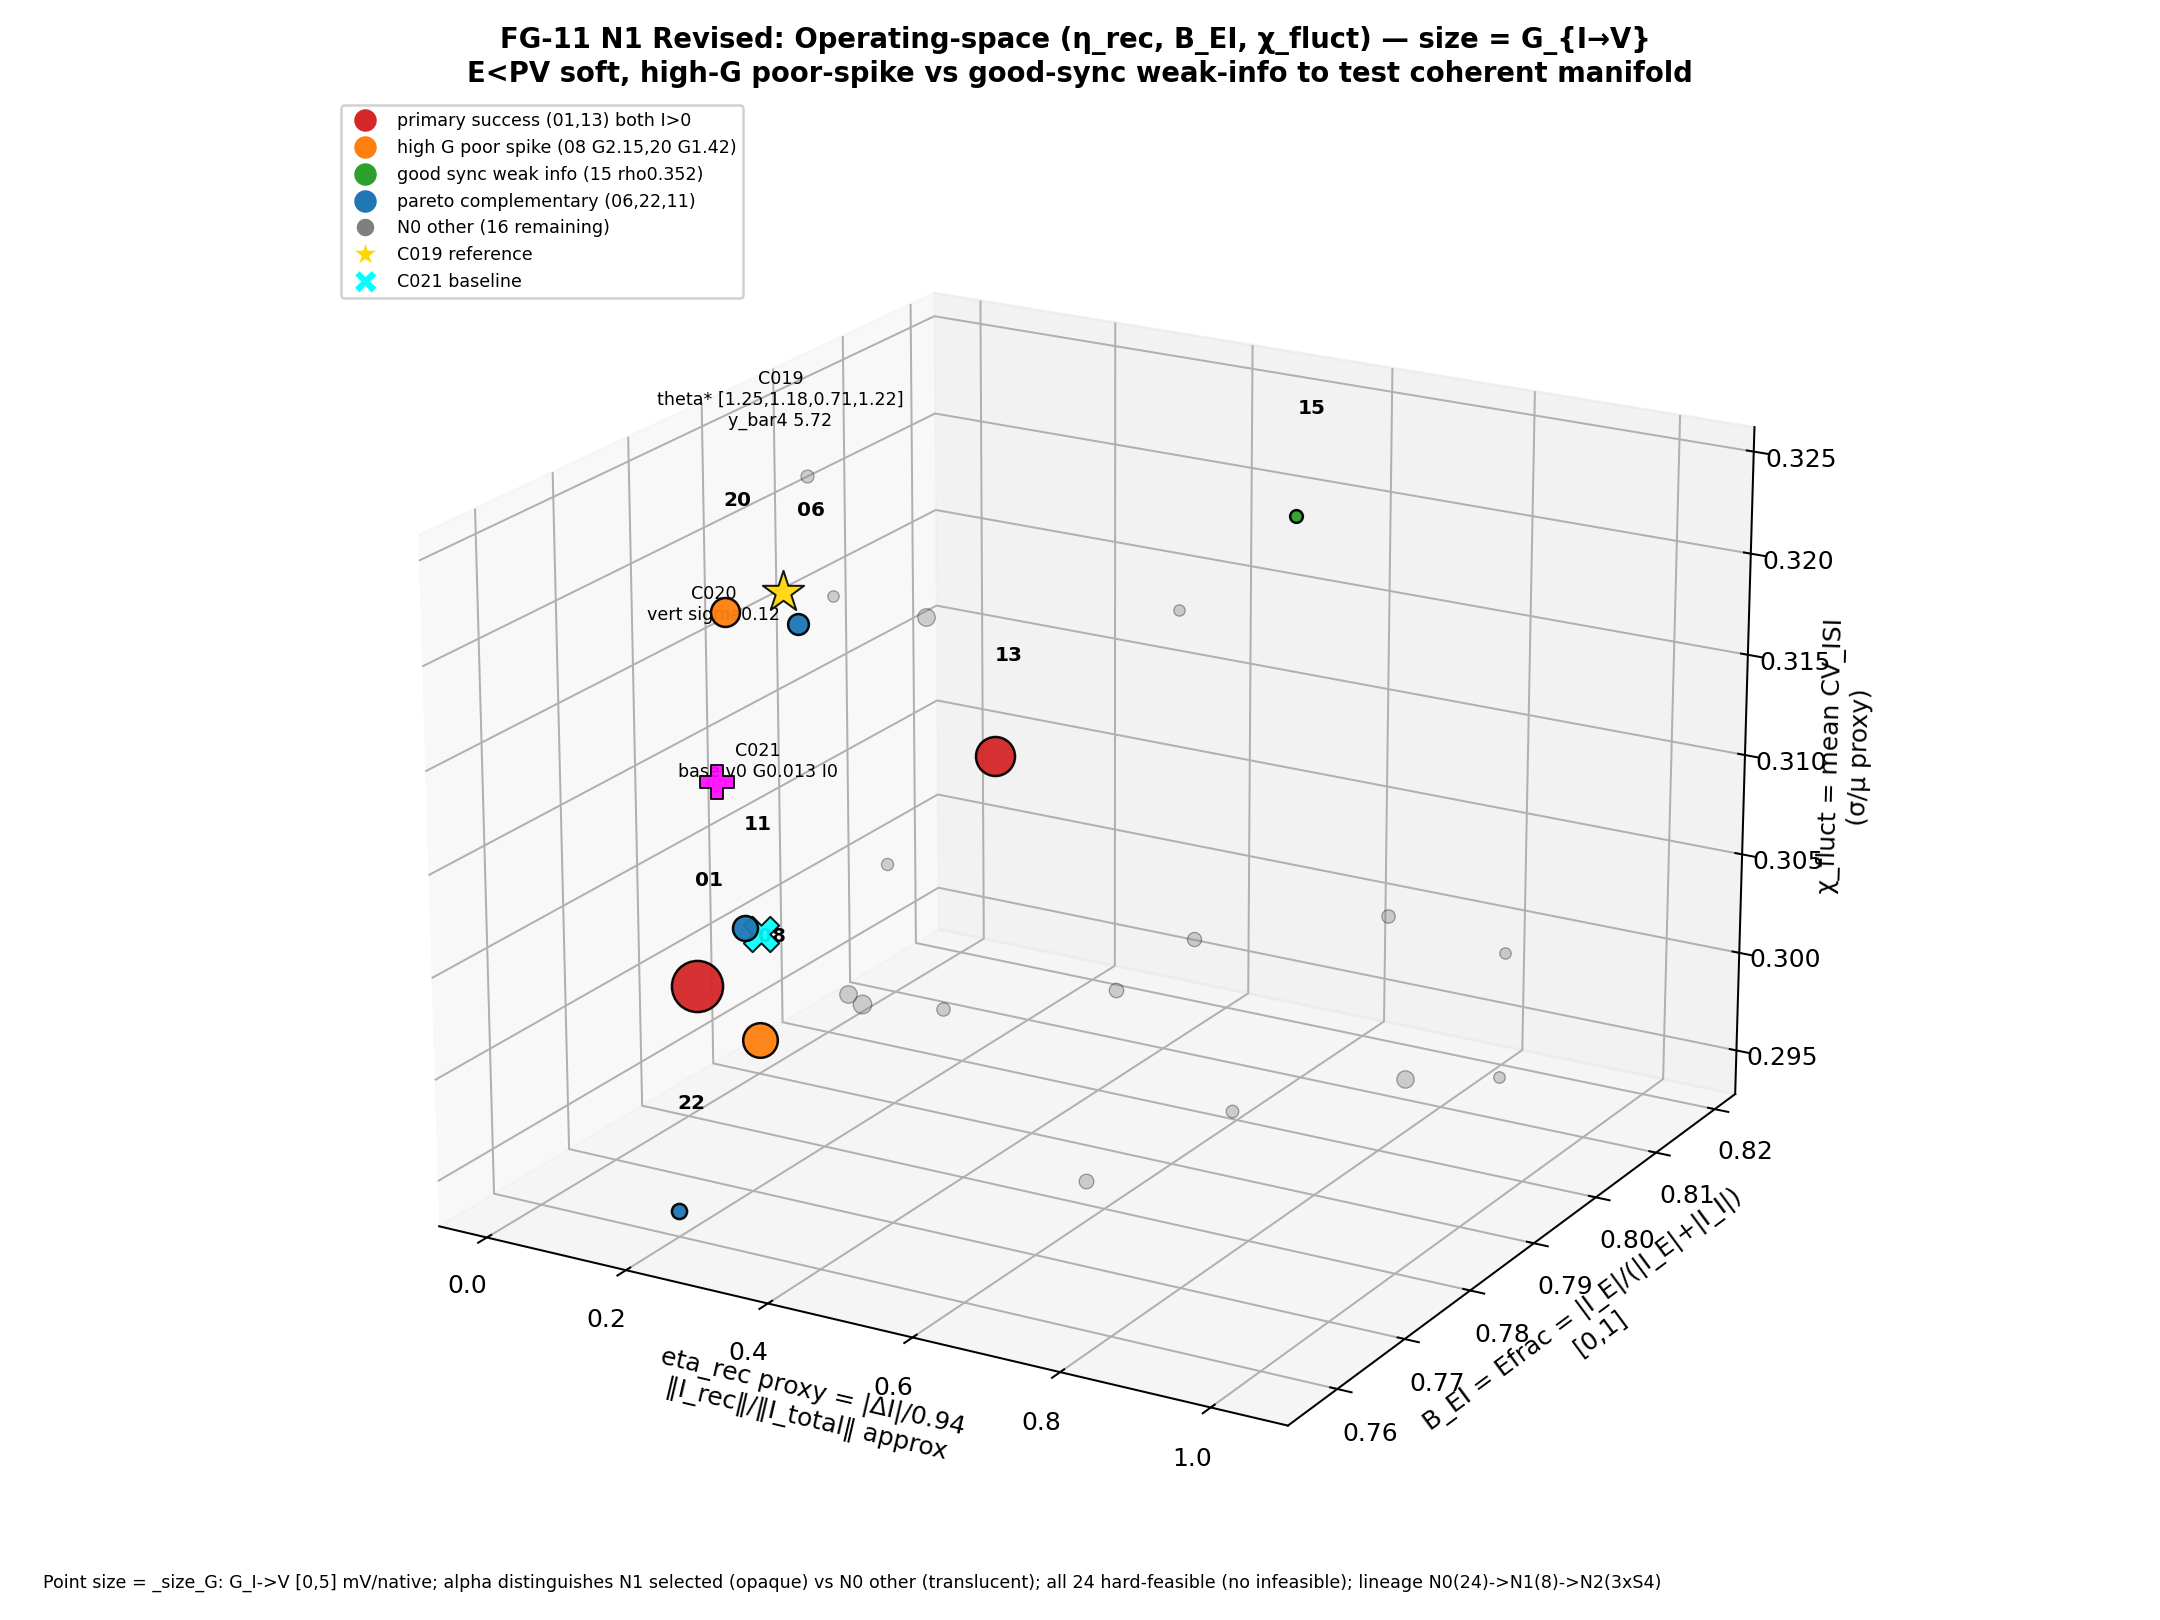 FG-11 N1 Revised: Operating-space (η_rec, B_EI, χ_fluct) — size = G_{I→V}
E<PV soft, high-G poor-spike vs good-sync weak-info to test coherent manifold
primary success (01,13) both I>0
high G poor spike (08 G2.15,20 G1.42)
good sync weak info (15 rho0.352)
pareto complementary (06,22,11)
N0 other (16 remaining)
C019 reference
C021 baseline
C019
theta* [1.25,1.18,0.71,1.22]
y_bar4 5.72
15
20
06
C020
vert sigma0.12
13
C021
base v0 G0.013 I0
11
01
08
22
0.325
0.320
0.315
0.310
0.305
0.300
0.295
χ_fluct = mean CV_ISI
(σ/μ proxy)
0.82
0.81
0.80
0.79
0.78
0.77
0.76
B_EI = Efrac = |I_E|/(|I_E|+|I_I|)
[0,1]
0.0
0.2
0.4
0.6
0.8
1.0
eta_rec proxy = |ΔI|/0.94
‖I_rec‖/‖I_total‖ approx
Point size = _size_G: G_I->V [0,5] mV/native; alpha distinguishes N1 selected (opaque) vs N0 other (translucent); all 24 hard-feasible (no infeasible); lineage N0(24)->N1(8)->N2(3xS4)